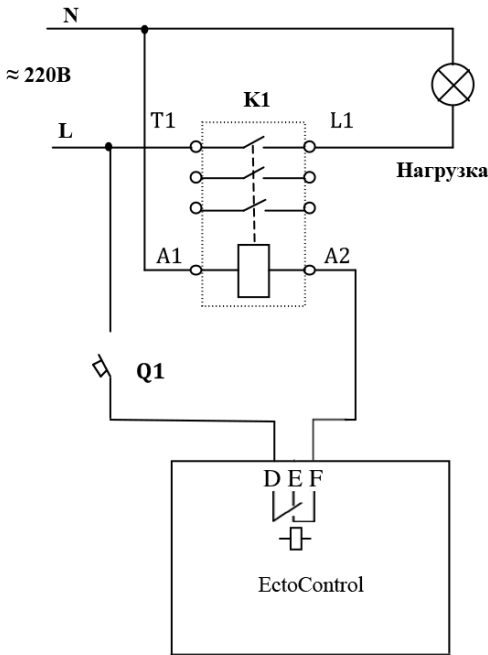 N
≈ 220В
K1
L
T1
L1
Нагрузка
A1
A2
Q1
D E F
EctoControl